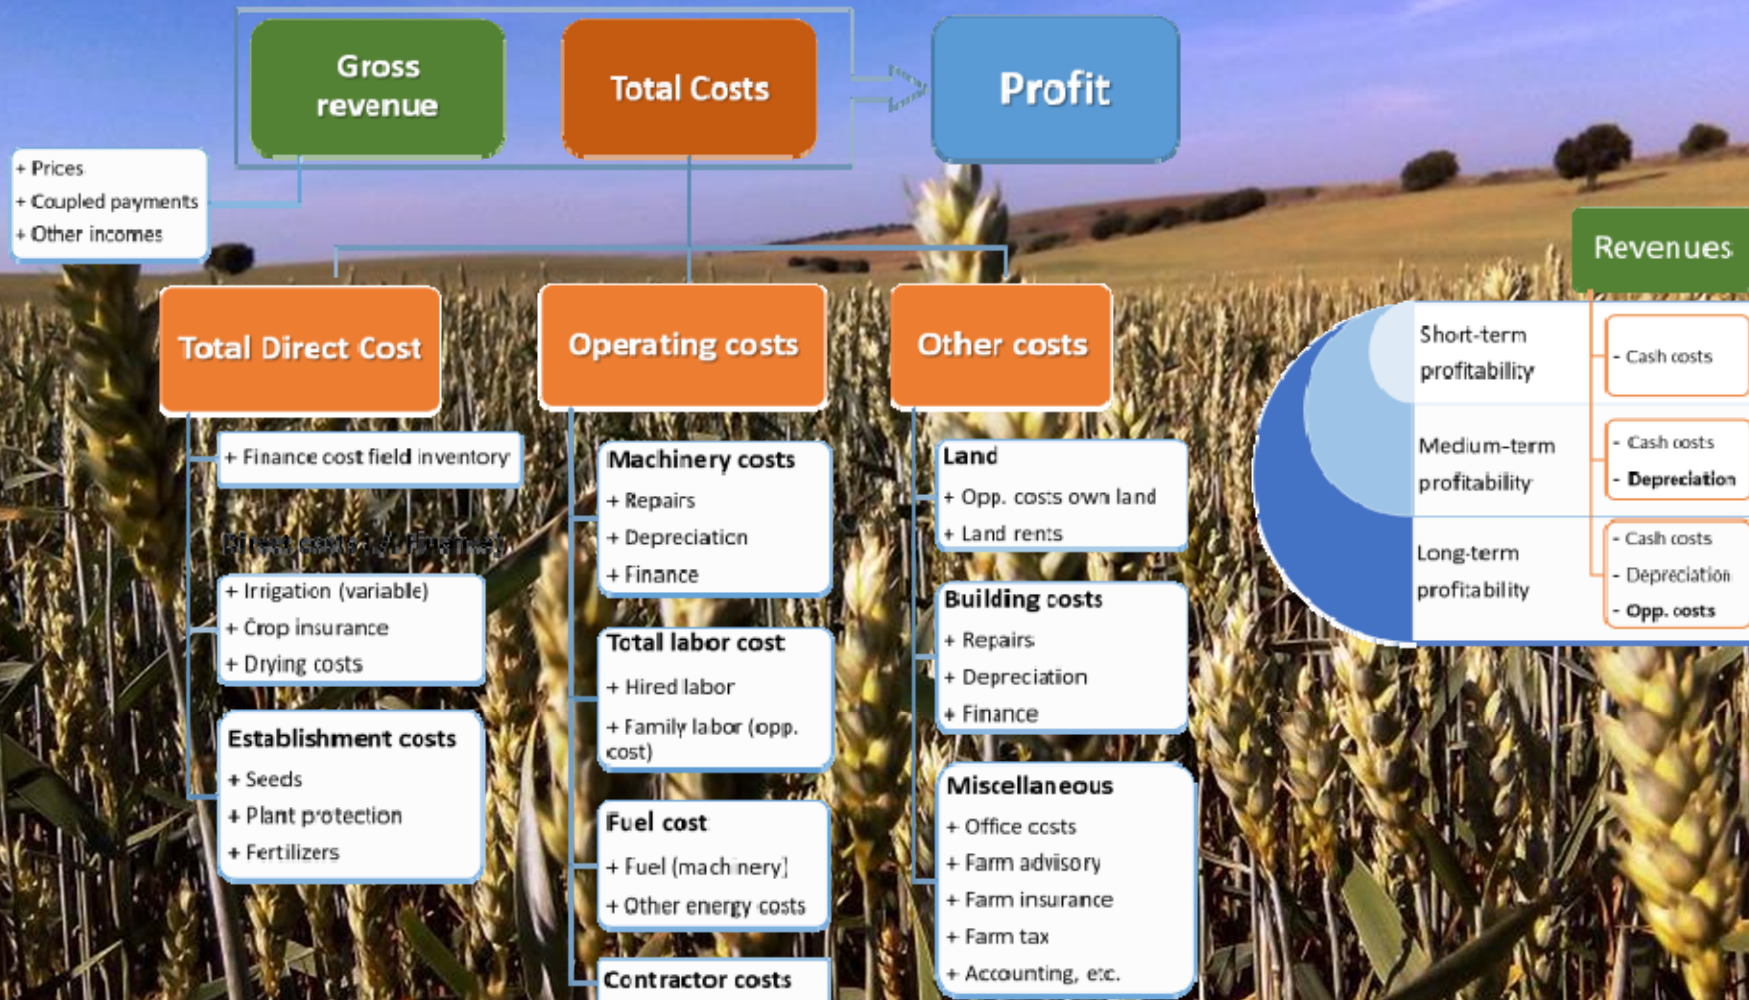 Gross
revenue
Total Costs
Profit
+ Prices
+ Coupled payments
+ Other incomes
Total Direct Cost
+ Finance cost field inventory
Direct costs
+ Irrigation (variable)
+ Crop insurance
+ Drying costs
Establishment costs
+ Seeds
+ Plant protection
+ Fertilizers
Operating costs
Machinery costs
+ Repairs
+ Depreciation
+ Finance
Total labor cost
+ Hired labor
+ Family labor (opp.
cost)
Fuel cost
+ Fuel (machinery)
+ Other energy costs
Contractor costs
Other costs
Land
+ Opp. costs own land
+ Land rents
Building costs
+ Repairs
+ Depreciation
+ Finance
Miscellaneous
+ Office costs
+ Farm advisory
+ Farm insurance
+ Farm tax
+ Accounting, etc.
Revenues
Short-term
profitability
- Cash costs
Medium-term
profitability
- Cash costs
- Depreciation
Long-term
profitability
- Cash costs
- Depreciation
- Opp. costs